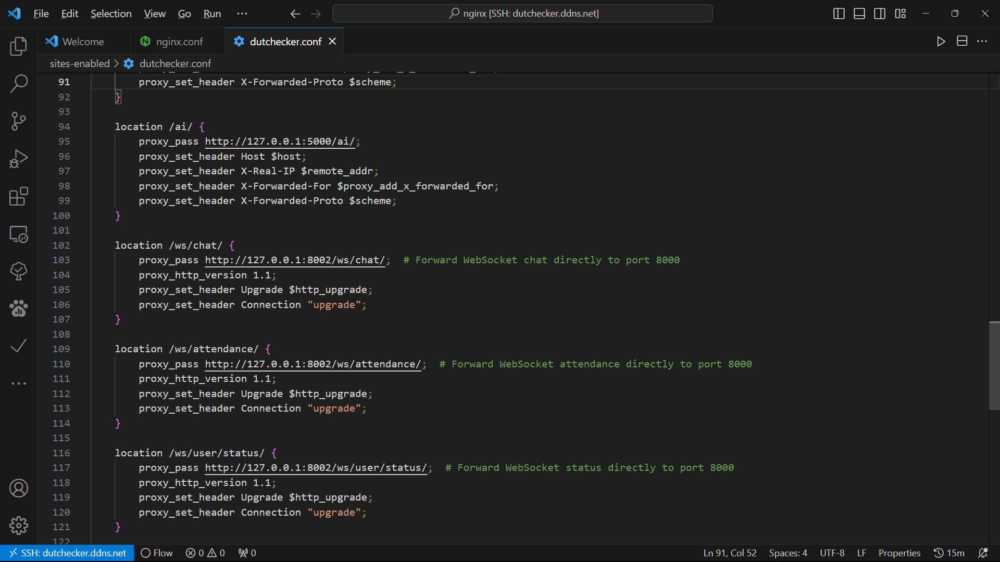 File Edit Selection View Go Run
nginx [SSH: dutchecker.ddns.net]
Welcome
nginx.conf
dutchecker.conf
sites-enabled > dutchecker.conf
91 proxy_set_header X-Forwarded-Proto $scheme;
92 }
93
94 location /ai/ {
95 proxy_pass http://127.0.0.1:5000/ai/;
96 proxy_set_header Host $host;
97 proxy_set_header X-Real-IP $remote_addr;
98 proxy_set_header X-Forwarded-For $proxy_add_x_forwarded_for;
99 proxy_set_header X-Forwarded-Proto $scheme;
100 }
101
102 location /ws/chat/ {
103 proxy_pass http://127.0.0.1:8002/ws/chat/; # Forward WebSocket chat directly to port 8000
104 proxy_http_version 1.1;
105 proxy_set_header Upgrade $http_upgrade;
106 proxy_set_header Connection "upgrade";
107 }
108
109 location /ws/attendance/ {
110 proxy_pass http://127.0.0.1:8002/ws/attendance/; # Forward WebSocket attendance directly to port 8000
111 proxy_http_version 1.1;
112 proxy_set_header Upgrade $http_upgrade;
113 proxy_set_header Connection "upgrade";
114 }
115
116 location /ws/user/status/ {
117 proxy_pass http://127.0.0.1:8002/ws/user/status/; # Forward WebSocket status directly to port 8000
118 proxy_http_version 1.1;
119 proxy_set_header Upgrade $http_upgrade;
120 proxy_set_header Connection "upgrade";
121 }
122
SSH: dutchecker.ddns.net Flow 0 0 0 Ln 91, Col 52 Spaces: 4 UTF-8 LF Properties 15m